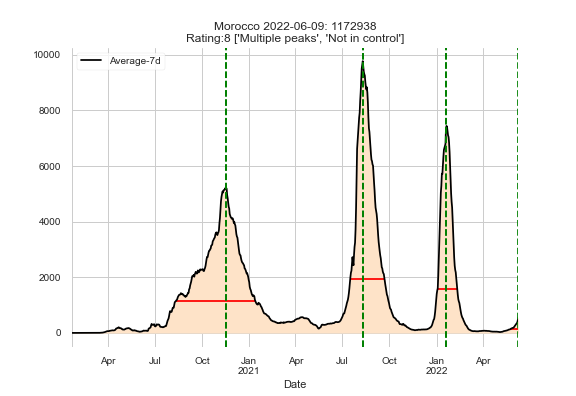 Morocco 2022-06-09: 1172938
Rating:8 ['Multiple peaks', 'Not in control']
Average-7d
10000
8000
6000
4000
2000
0
Apr Jul Oct Jan Apr Jul Oct Jan Apr
2021 2022
Date